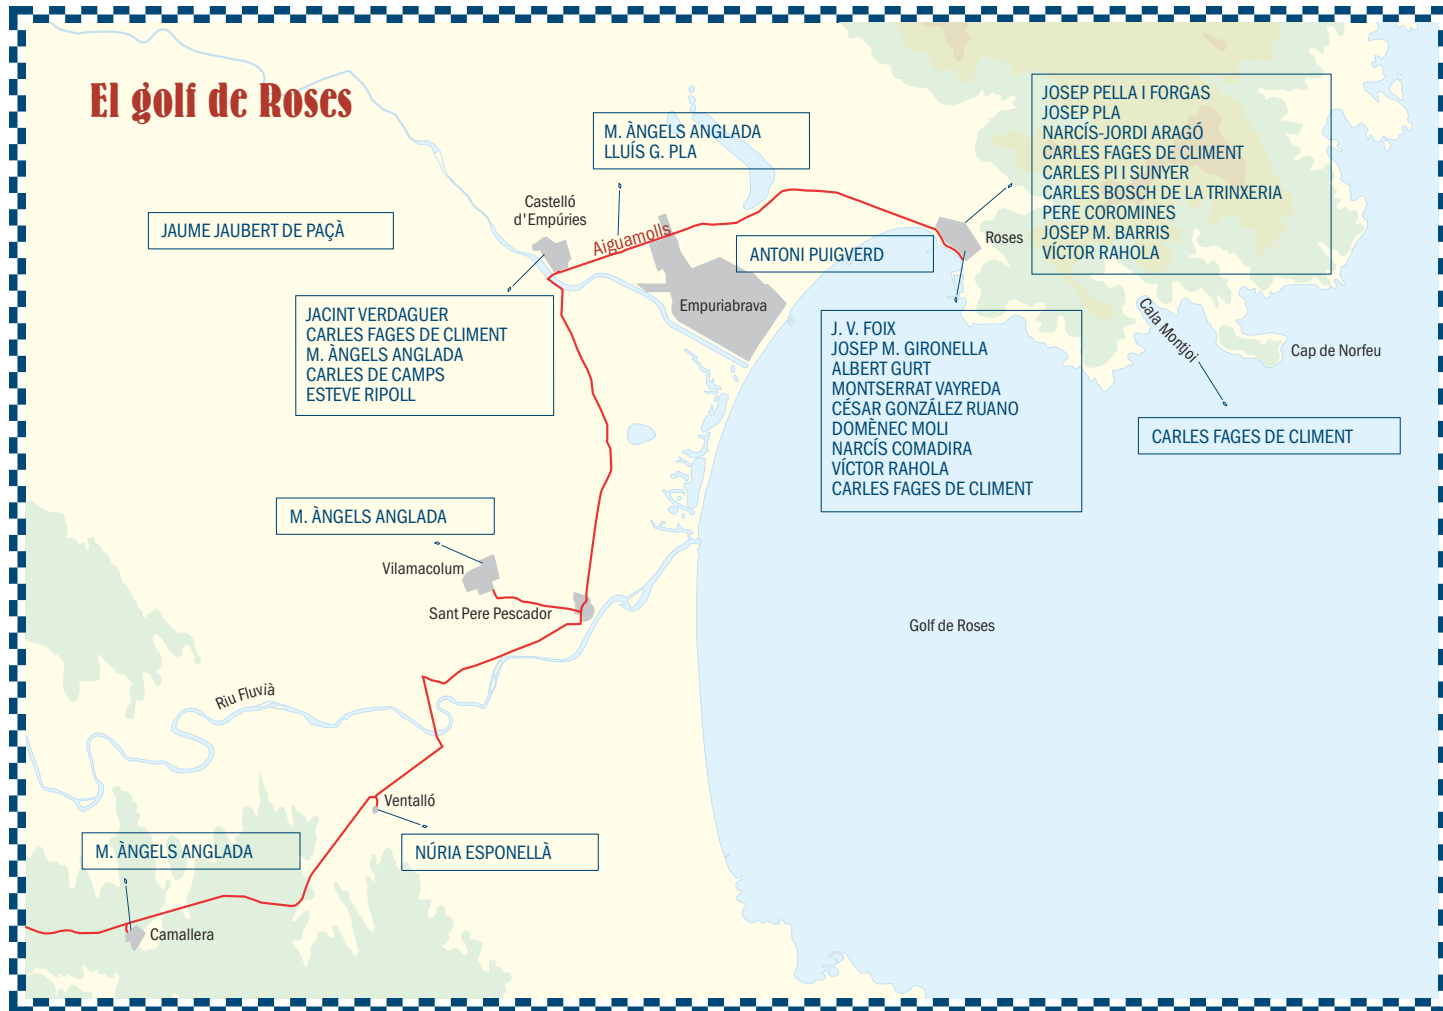 El golf de Roses
JOSEP PELLA I FORGAS
JOSEP PLA
NARCÍS-JORDI ARAGÓ
CARLES FAGES DE CLIMENT
CARLES PI I SUNYER
CARLES BOSCH DE LA TRINXERIA
PERE COROMINES
JOSEP M. BARRIS
VÍCTOR RAHOLA
M. ÀNGELS ANGLADA
LLUÍS G. PLA
Castelló
d'Empúries
JAUME JAUBERT DE PAÇÀ
Aiguamolls
Roses
ANTONI PUIGVERD
Empuriabrava
JACINT VERDAGUER
CARLES FAGES DE CLIMENT
M. ÀNGELS ANGLADA
CARLES DE CAMPS
ESTEVE RIPOLL
J. V. FOIX
JOSEP M. GIRONELLA
ALBERT GURT
MONTSERRAT VAYREDA
CÉSAR GONZÁLEZ RUANO
DOMÈNEC MOLI
NARCÍS COMADIRA
VÍCTOR RAHOLA
CARLES FAGES DE CLIMENT
Cala Montjoi
Cap de Norfeu
CARLES FAGES DE CLIMENT
M. ÀNGELS ANGLADA
Vilamacolum
Sant Pere Pescador
Golf de Roses
Riu Fluvià
Ventalló
M. ÀNGELS ANGLADA
NÚRIA ESPONELLÀ
Camallera